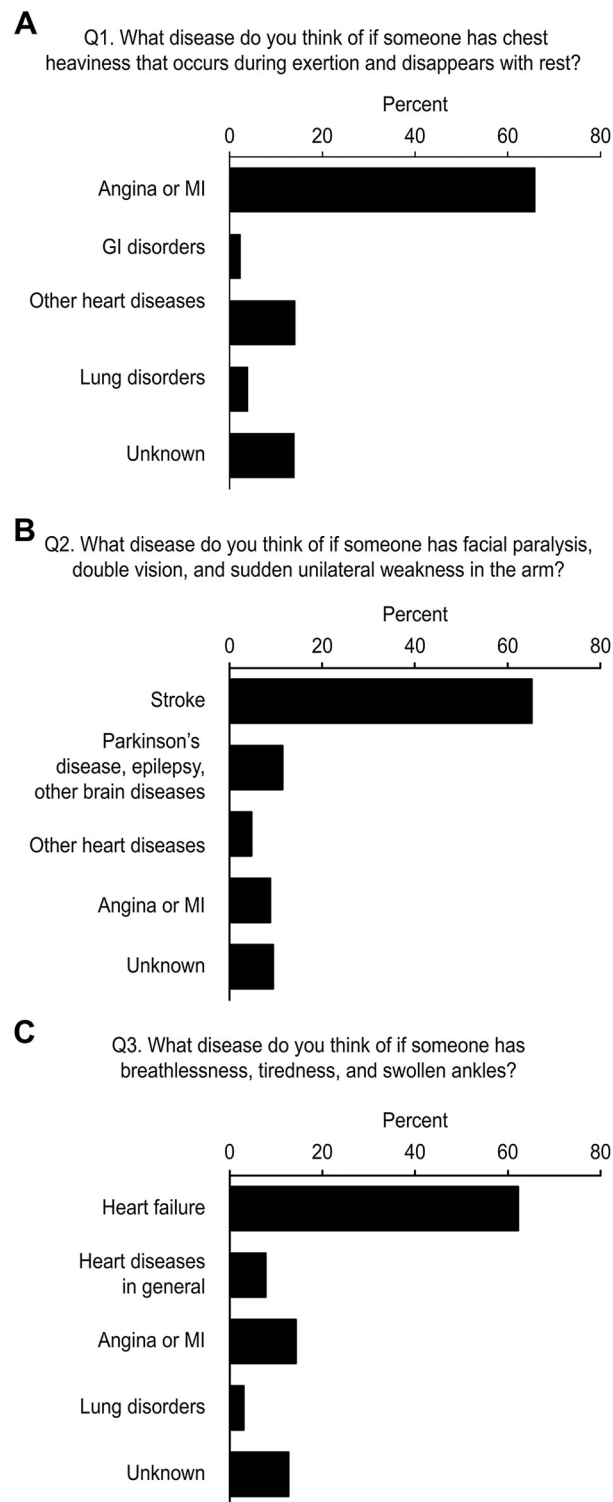 A
Q1. What disease do you think of if someone has chest
heaviness that occurs during exertion and disappears with rest?
Percent
0 20 40 60 80
Angina or MI
GI disorders
Other heart diseases
Lung disorders
Unknown
B
Q2. What disease do you think of if someone has facial paralysis,
double vision, and sudden unilateral weakness in the arm?
Percent
0 20 40 60 80
Stroke
Parkinson's
disease, epilepsy,
other brain diseases
Other heart diseases
Angina or MI
Unknown
C
Q3. What disease do you think of if someone has
breathlessness, tiredness, and swollen ankles?
Percent
0 20 40 60 80
Heart failure
Heart diseases
in general
Angina or MI
Lung disorders
Unknown